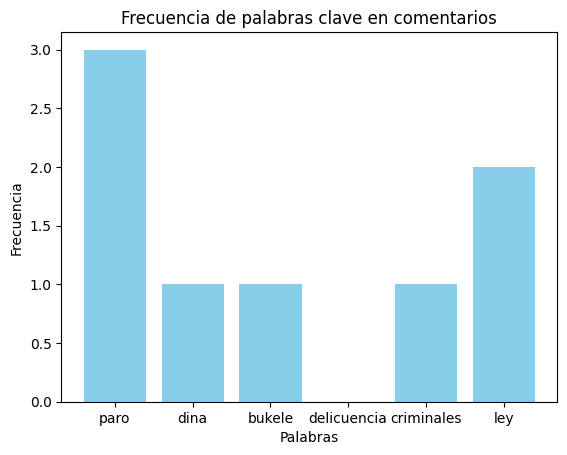 Frecuencia de palabras clave en comentarios
3.0
2.5
2.0
1.5
1.0
0.5
0.0
Frecuencia
paro dina bukele delicuencia criminales ley
Palabras